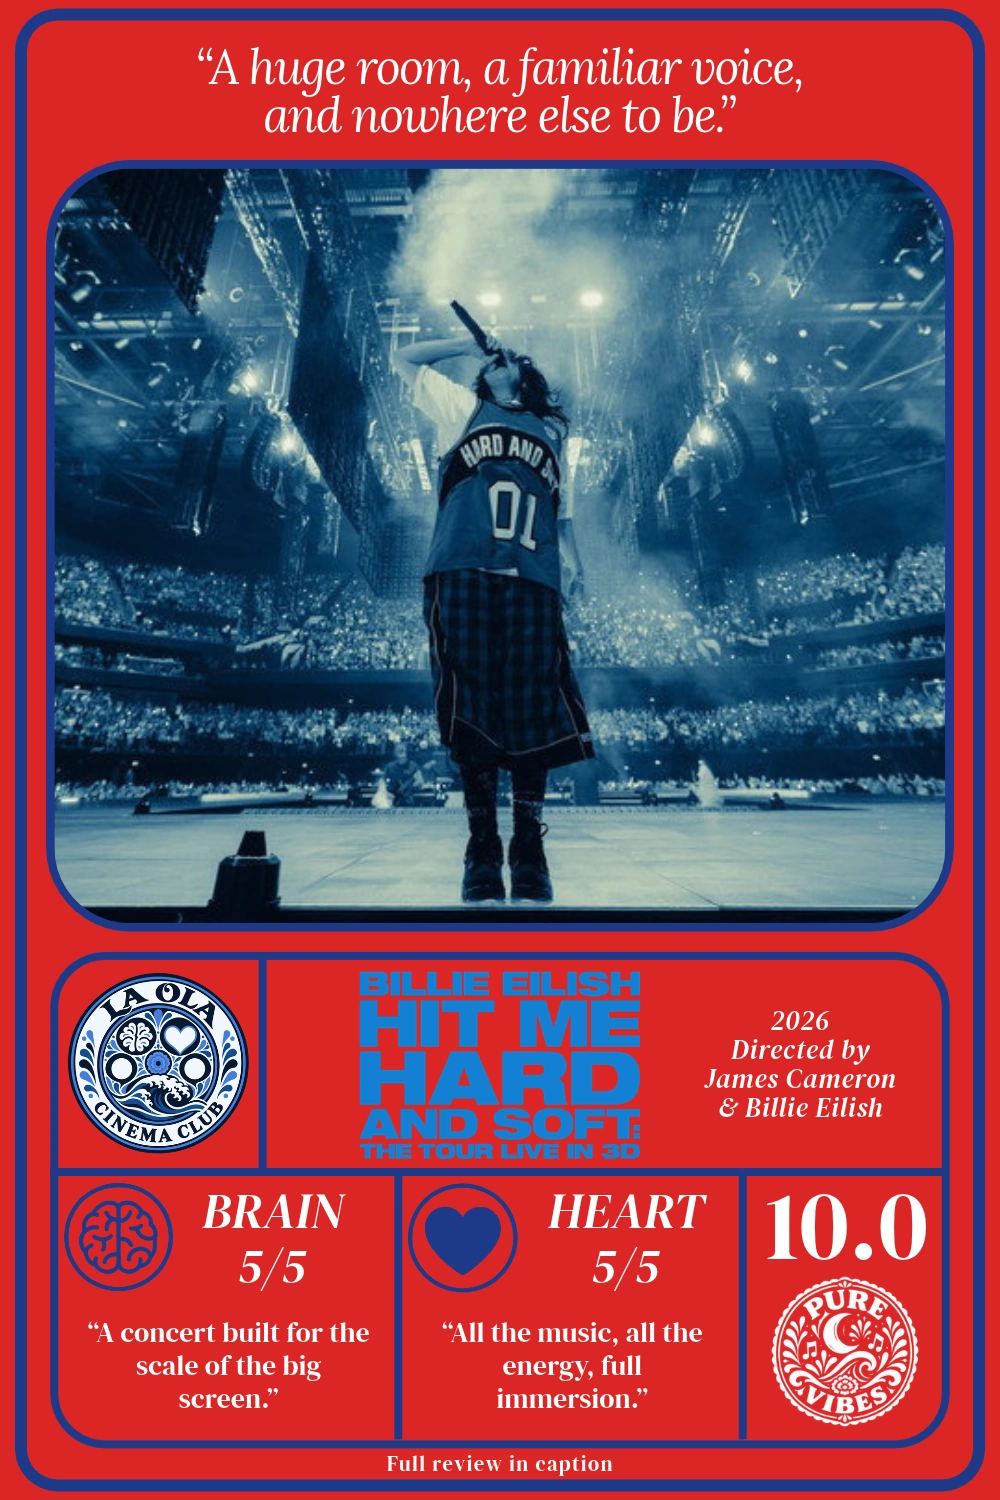 “A huge room, a familiar voice,
and nowhere else to be.”
HARD AND
01
LA OLA
CINEMA CLUB
BILLIE EILISH
HIT ME
HARD
AND SOFT:
THE TOUR LIVE IN 3D
2026
Directed by
James Cameron
& Billie Eilish
BRAIN
5/5
“A concert built for the
scale of the big
screen.”
HEART
5/5
“All the music, all the
energy, full
immersion.”
10.0
PURE
VIBES
Full review in caption